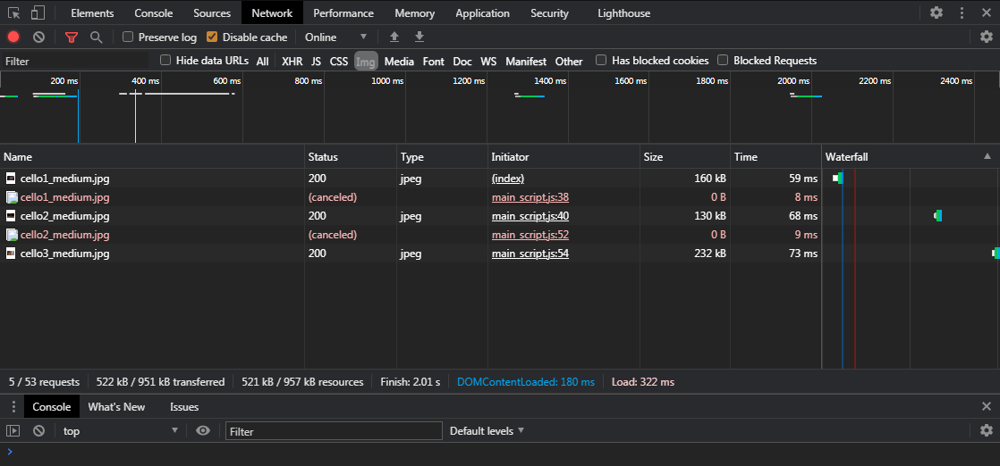 Elements Console Sources Network Performance Memory Application Security Lighthouse
Preserve log Disable cache Online
Filter Hide data URLs All XHR JS CSS Img Media Font Doc WS Manifest Other Has blocked cookies Blocked Requests
200 ms 400 ms 600 ms 800 ms 1000 ms 1200 ms 1400 ms 1600 ms 1800 ms 2000 ms 2200 ms 2400 ms
Name Status Type Initiator Size Time Waterfall
cello1_medium.jpg 200 jpeg (index) 160 kB 59 ms
cello1_medium.jpg (canceled) main_script.js:38 0 B 8 ms
cello2_medium.jpg 200 jpeg main_script.js:40 130 kB 68 ms
cello2_medium.jpg (canceled) main_script.js:52 0 B 9 ms
cello3_medium.jpg 200 jpeg main_script.js:54 232 kB 73 ms
5 / 53 requests 522 kB / 951 kB transferred 521 kB / 957 kB resources Finish: 2.01 s DOMContentLoaded: 180 ms Load: 322 ms
Console What's New Issues
top Filter Default levels